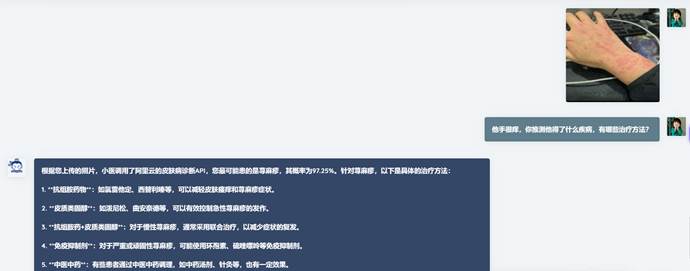 他手很痒，你推测他得了什么疾病，有哪些治疗方法？
根据您上传的照片，小医调用了阿里云的皮肤病诊断API，您最可能患的是荨麻疹，其概率为97.25%。针对荨麻疹，以下是具体的治疗方法：
1. **抗组胺药物**：如氯雷他定、西替利嗪等，可以减轻皮肤瘙痒和荨麻疹症状。
2. **皮质类固醇**：如泼尼松、曲安奈德等，可以有效控制急性荨麻疹的发作。
3. **抗组胺药+皮质类固醇**：对于慢性荨麻疹，通常采用联合治疗，以减少症状的复发。
4. **免疫抑制剂**：对于严重或顽固性荨麻疹，可能使用环孢素、硫唑嘌呤等免疫抑制剂。
5. **中医中药**：有些患者通过中医中药调理，如中药汤剂、针灸等，也有一定效果。